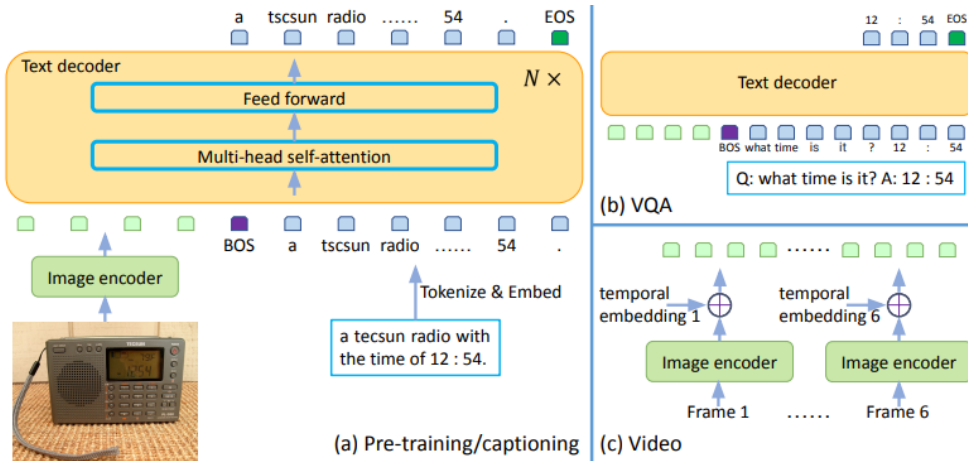 a tscsun radio ...... 54 . EOS
Text decoder
N ×
Feed forward
Multi-head self-attention
BOS a tscsun radio ...... 54 .
Image encoder
Tokenize & Embed
a tecsun radio with
the time of 12 : 54.
TECSUN
(a) Pre-training/captioning
12 : 54 EOS
Text decoder
BOS what time is it ? 12 : 54
Q: what time is it? A: 12 : 54
(b) VQA
......
temporal
embedding 1
temporal
embedding 6
Image encoder
Image encoder
Frame 1 ...... Frame 6
(c) Video